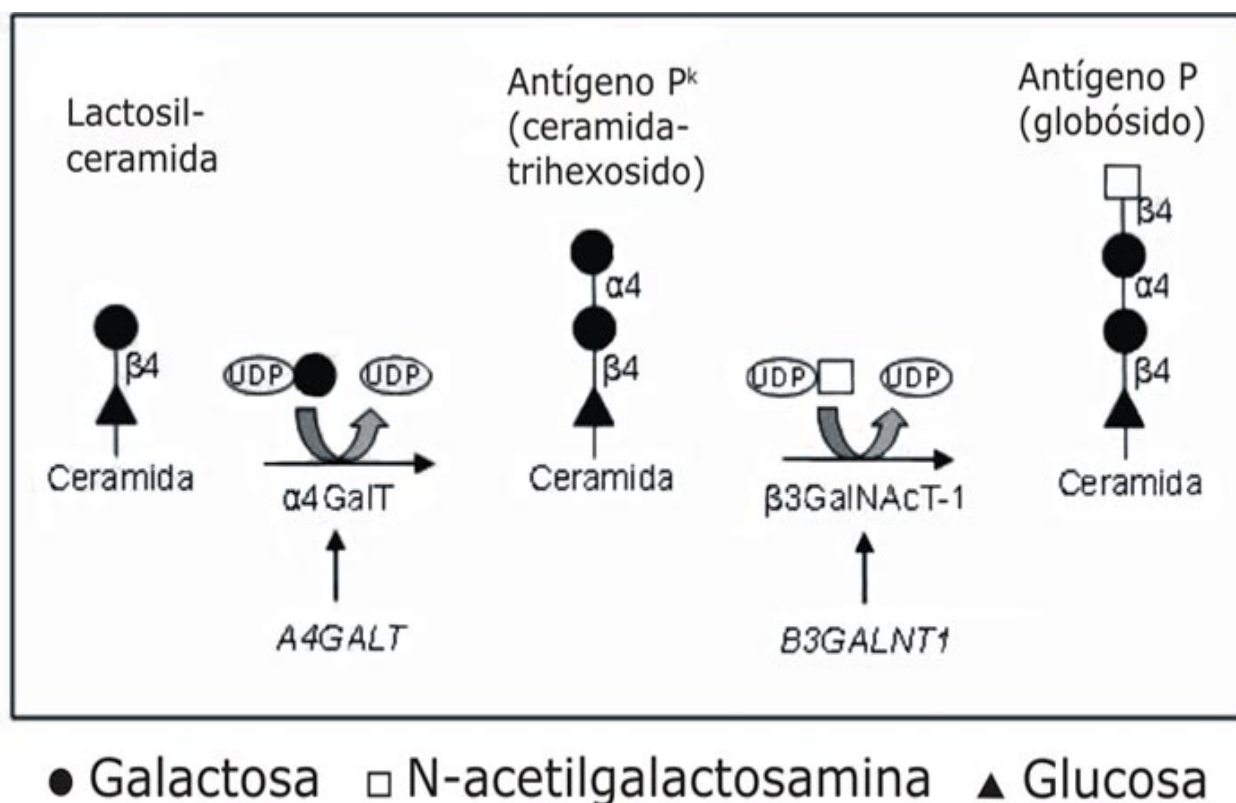 Lactosil-
ceramida
Antígeno Pᵏ
(ceramida-
trihexosido)
Antígeno P
(globósido)
β4
β4
α4
β4
α4
β4
β4
UDP
UDP
UDP
UDP
Ceramida
α4GalT
Ceramida
β3GalNAcT-1
Ceramida
A4GALT
B3GALNT1
Galactosa
N-acetilgalactosamina
Glucosa